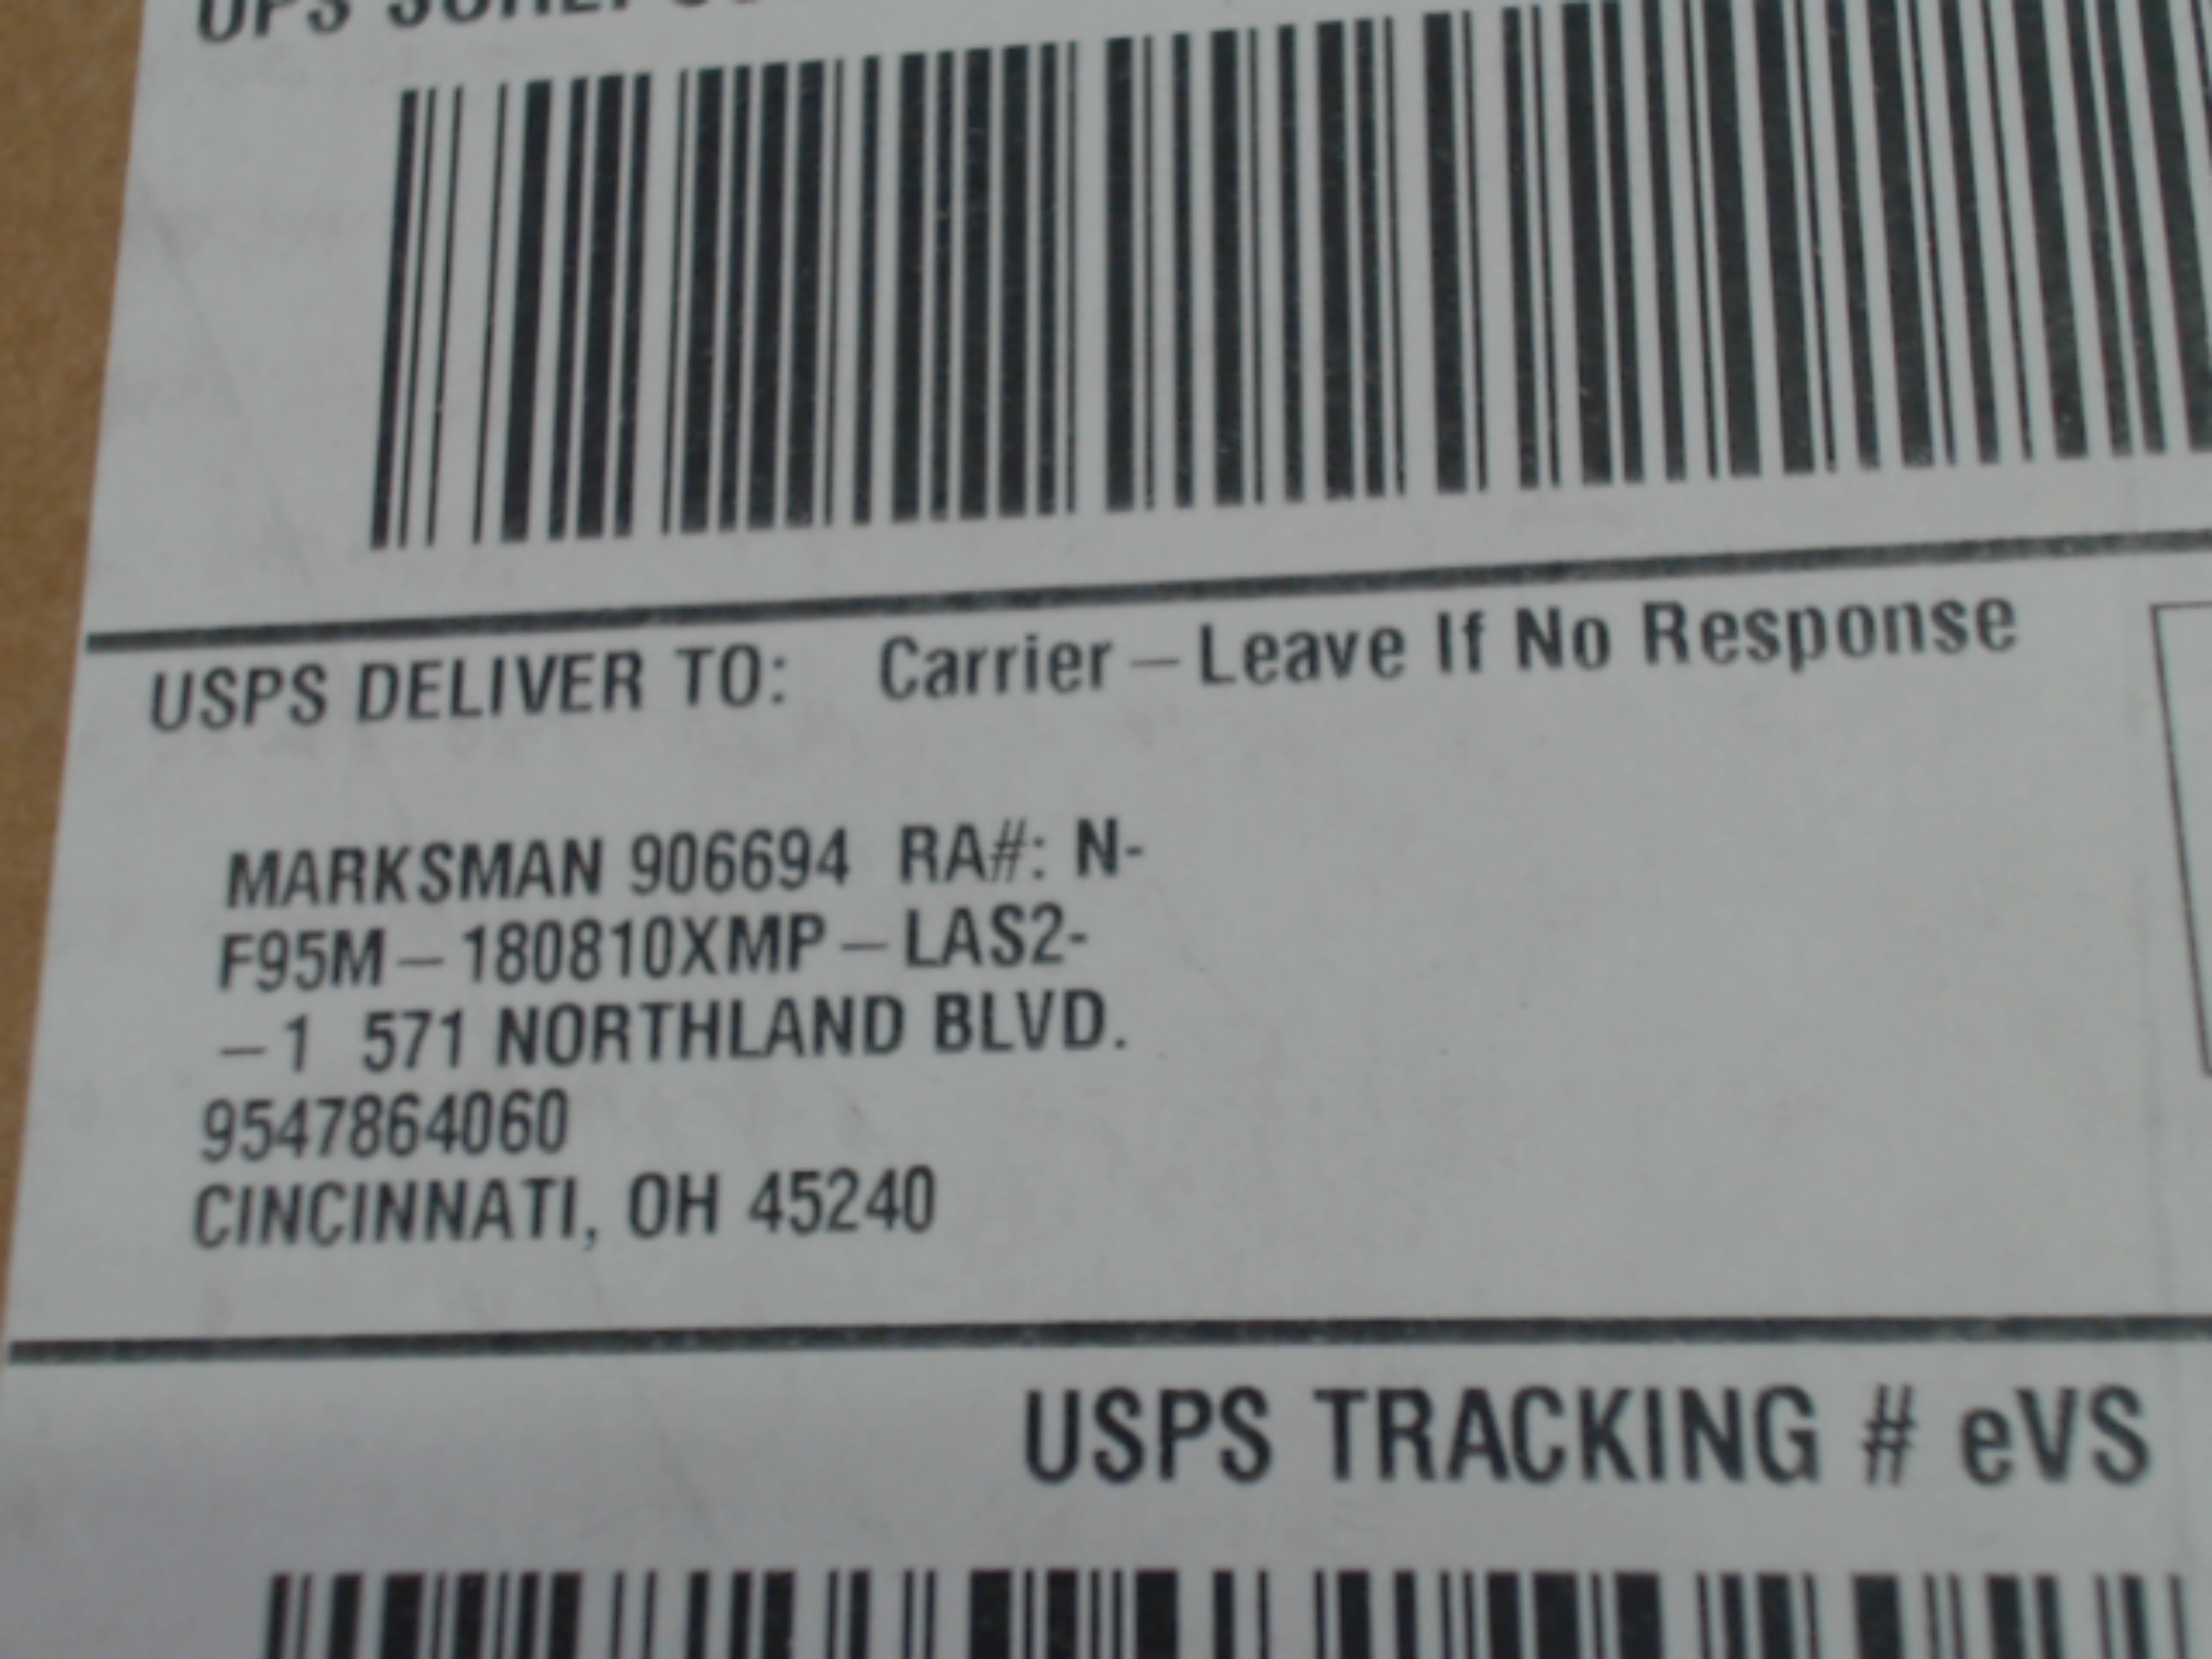 UPS
USPS DELIVER TO: Carrier – Leave If No Response
MARKSMAN 906694 RA#: N-
F95M – 180810XMP – LAS2-
– 1 571 NORTHLAND BLVD.
9547864060
CINCINNATI, OH 45240
USPS TRACKING # eVS